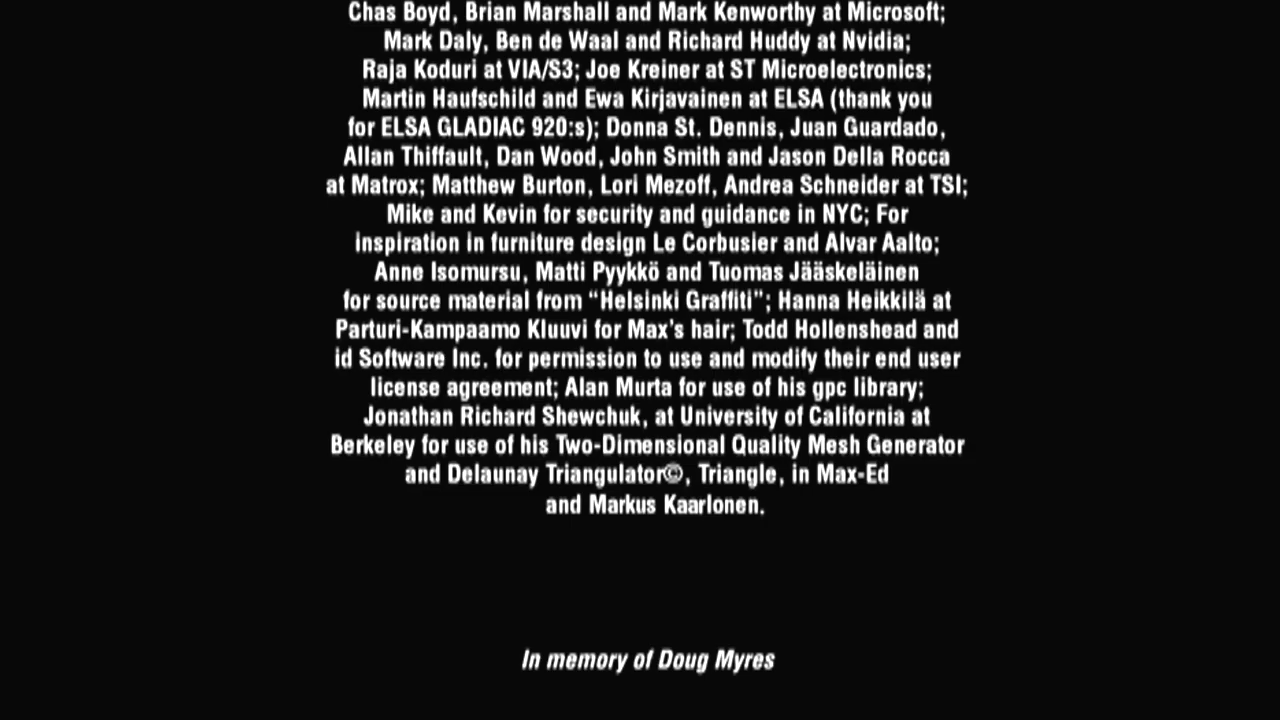 Chas Boyd, Brian Marshall and Mark Kenworthy at Microsoft;
Mark Daly, Ben de Waal and Richard Huddy at Nvidia;
Raja Koduri at VIA/S3; Joe Kreiner at ST Microelectronics;
Martin Haufschild and Ewa Kirjavainen at ELSA (thank you
for ELSA GLADIAC 920:s); Donna St. Dennis, Juan Guardado,
Allan Thiffault, Dan Wood, John Smith and Jason Della Rocca
at Matrox; Matthew Burton, Lori Mezoff, Andrea Schneider at TSI;
Mike and Kevin for security and guidance in NYC; For
inspiration in furniture design Le Corbusier and Alvar Aalto;
Anne Isomursu, Matti Pyykkö and Tuomas Jääskeläinen
for source material from “Helsinki Graffiti”; Hanna Heikkilä at
Parturi-Kampaamo Kluuvi for Max's hair; Todd Hollenshead and
id Software Inc. for permission to use and modify their end user
license agreement; Alan Murta for use of his gpc library;
Jonathan Richard Shewchuk, at University of California at
Berkeley for use of his Two-Dimensional Quality Mesh Generator
and Delaunay Triangulator©, Triangle, in Max-Ed
and Markus Kaarlonen.
In memory of Doug Myres